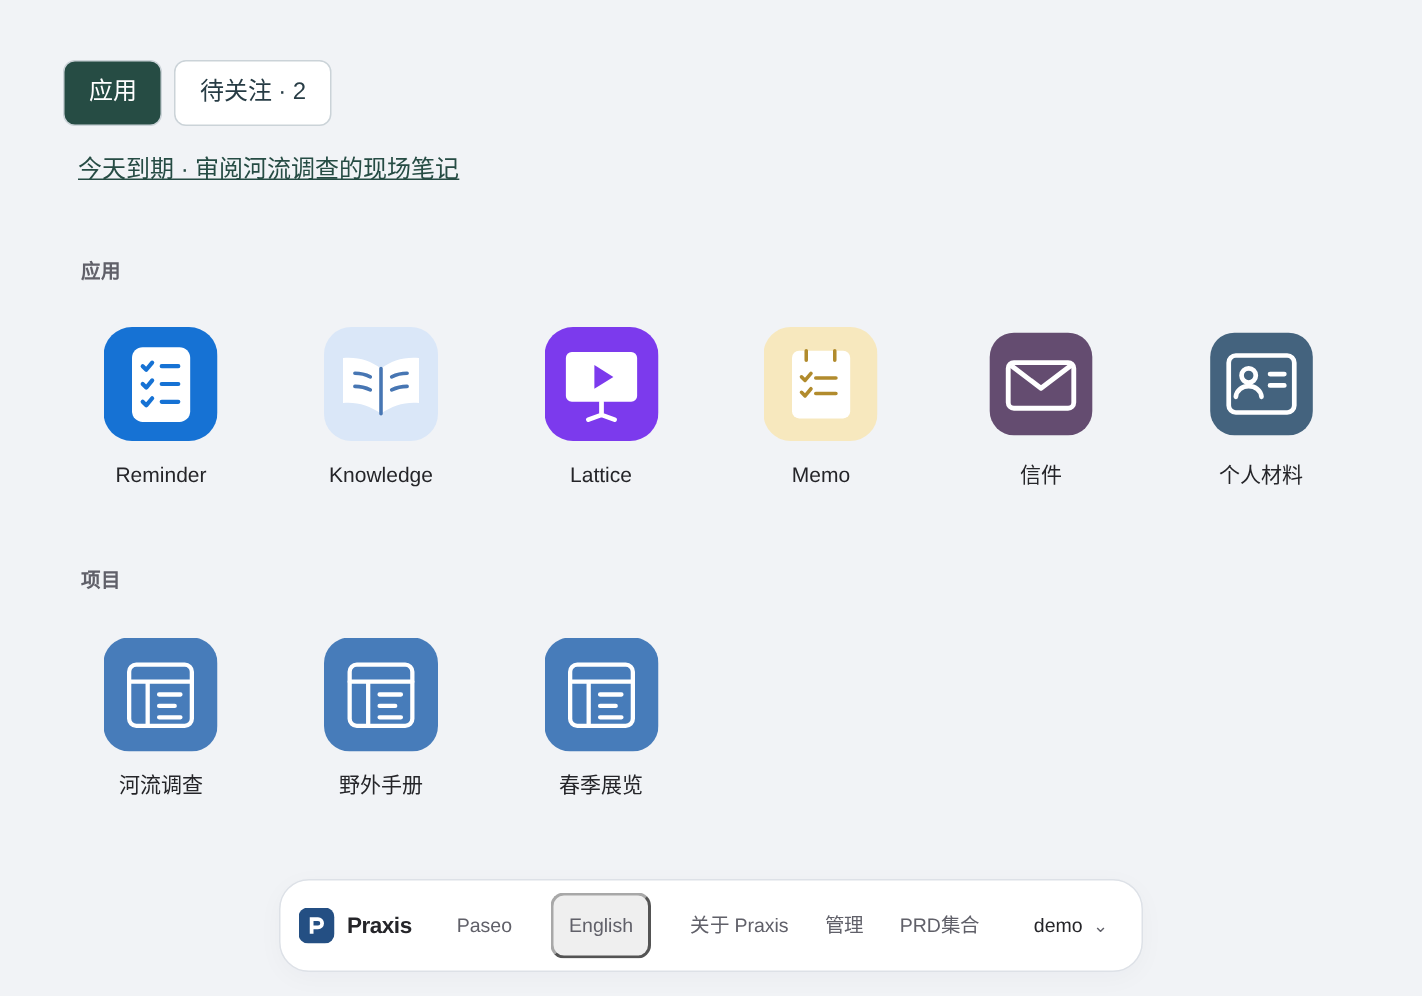 应用
待关注 · 2
今天到期 · 审阅河流调查的现场笔记
应用
Reminder
Knowledge
Lattice
Memo
信件
个人材料
项目
河流调查
野外手册
春季展览
P Praxis
Paseo
English
关于 Praxis
管理
PRD集合
demo